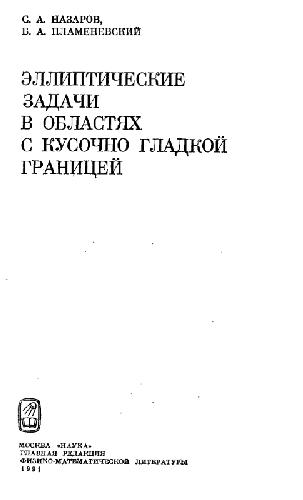 С. А. НАЗАРОВ,
Б. А. ПЛАМЕНЕВСКИЙ
ЭЛЛИПТИЧЕСКИЕ
ЗАДАЧИ
В ОБЛАСТЯХ
С КУСОЧНО ГЛАДКОЙ
ГРАНИЦЕЙ
МОСКВА «НАУКА»
ГЛАВНАЯ РЕДАКЦИЯ
ФИЗИКО-МАТЕМАТИЧЕСКОЙ ЛИТЕРАТУРЫ
1991